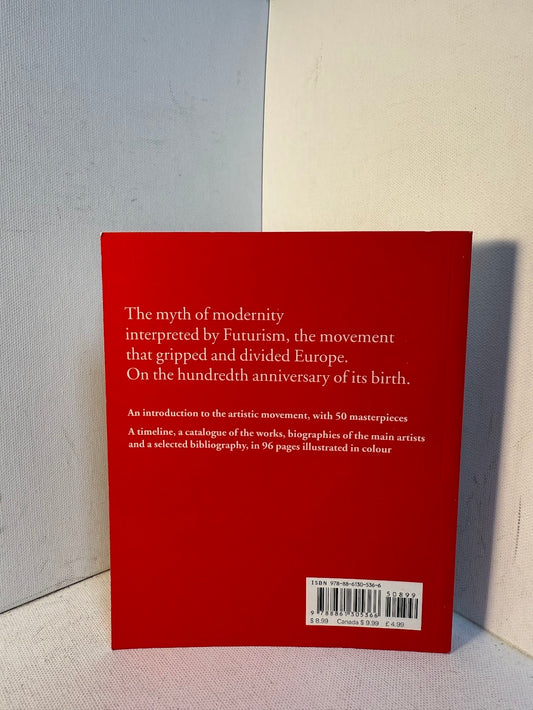 The myth of modernity
interpreted by Futurism, the movement
that gripped and divided Europe.
On the hundredth anniversary of its birth.
An introduction to the artistic movement, with 50 masterpieces
A timeline, a catalogue of the works, biographies of the main artists
and a selected bibliography, in 96 pages illustrated in colour
ISBN 978-88-6130-536-6
50899
9 788861 305366
$ 8.99 Canada $ 9.99 £ 4.99